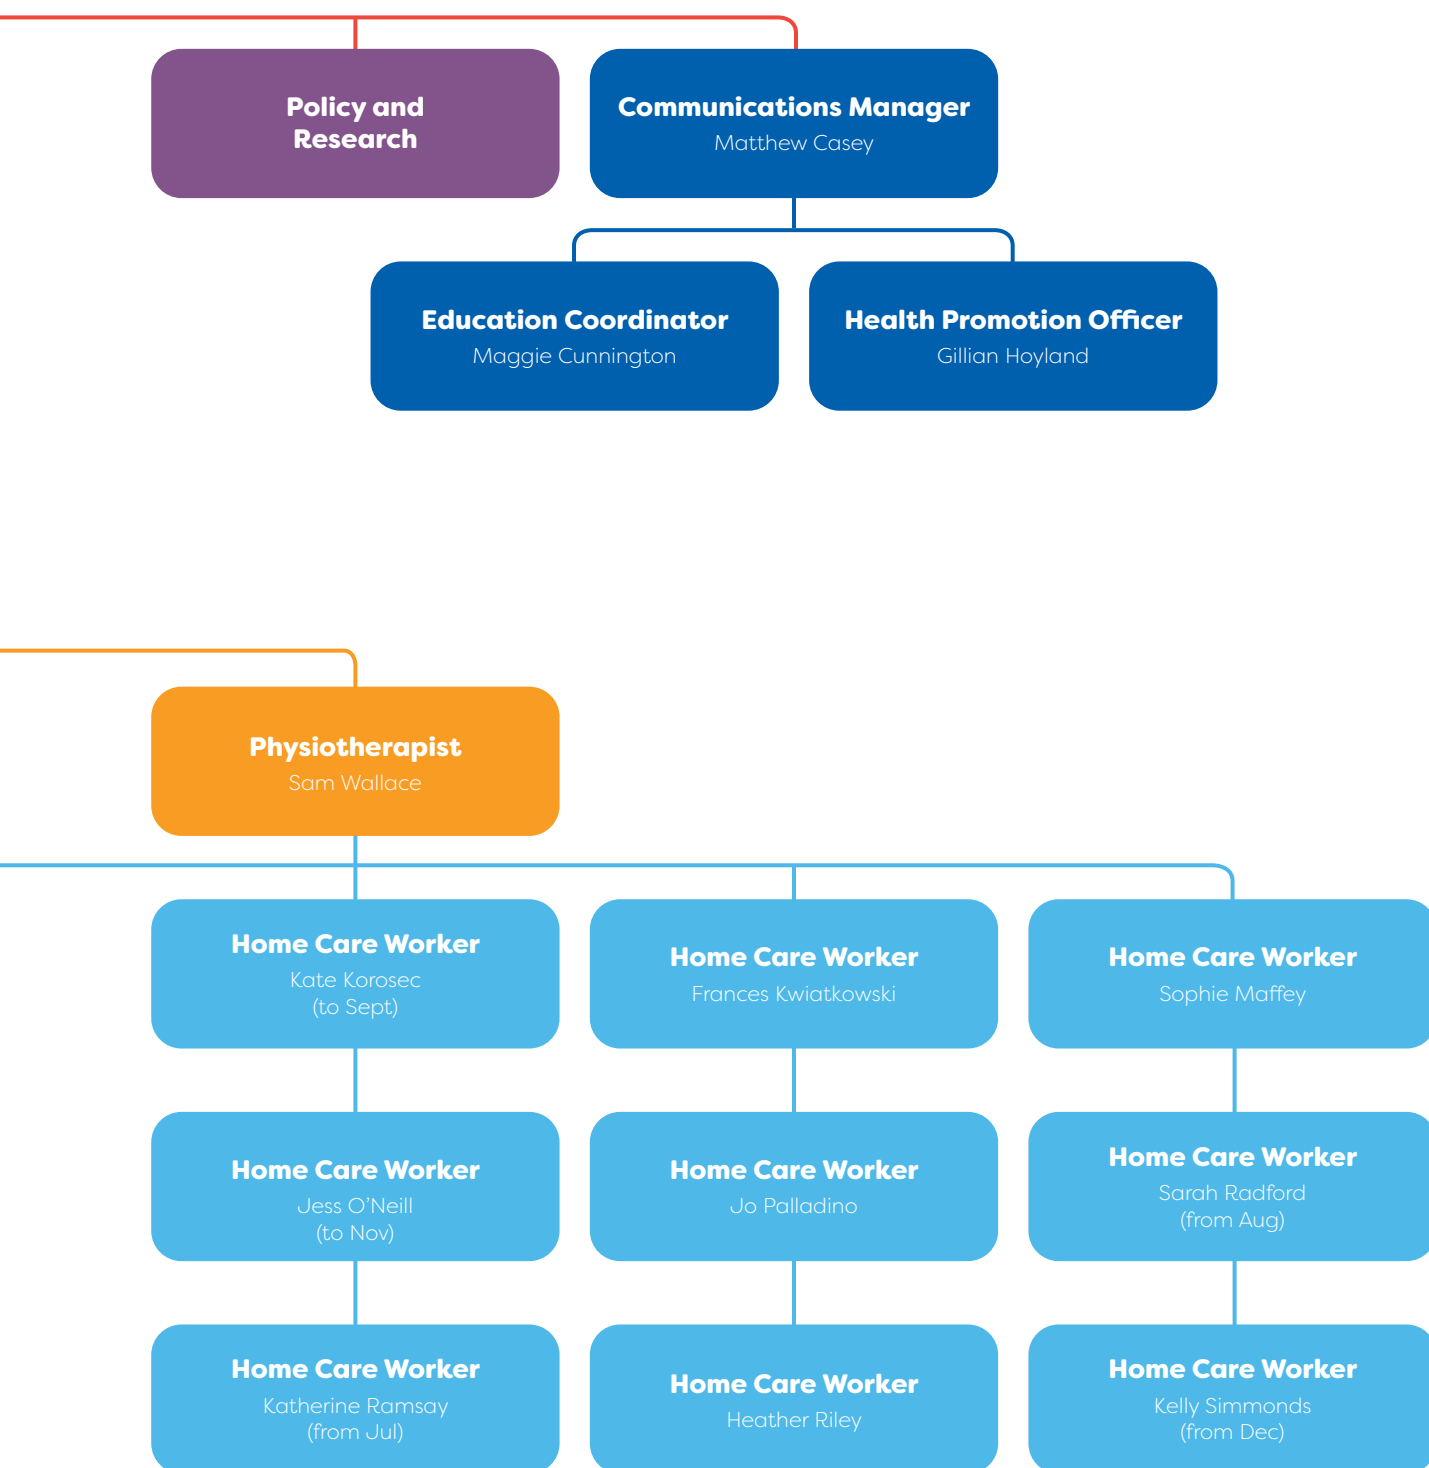 Policy and
Research
Communications Manager
Matthew Casey
Education Coordinator
Maggie Cunnington
Health Promotion Officer
Gillian Hoyland
Physiotherapist
Sam Wallace
Home Care Worker
Kate Korosec
(to Sept)
Home Care Worker
Frances Kwiatkowski
Home Care Worker
Sophie Maffey
Home Care Worker
Jess O’Neill
(to Nov)
Home Care Worker
Jo Palladino
Home Care Worker
Sarah Radford
(from Aug)
Home Care Worker
Katherine Ramsay
(from Jul)
Home Care Worker
Heather Riley
Home Care Worker
Kelly Simmonds
(from Dec)